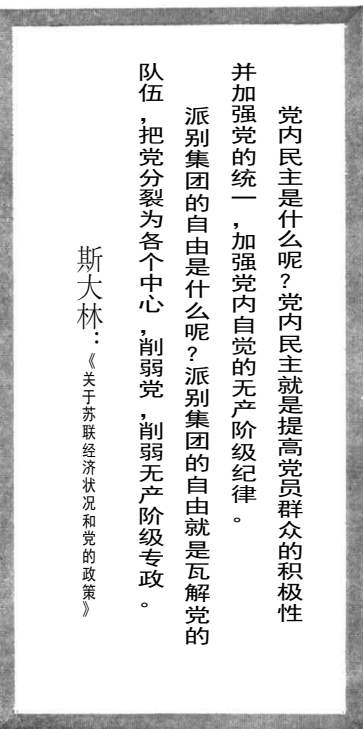 党内民主是什么呢？党内民主就是提高党员群众的积极性
并加强党的统一，加强党内自觉的无产阶级纪律。
派别集团的自由是什么呢？派别集团的自由就是瓦解党的
队伍，把党分裂为各个中心，削弱党，削弱无产阶级专政。
斯大林：《关于苏联经济状况和党的政策》